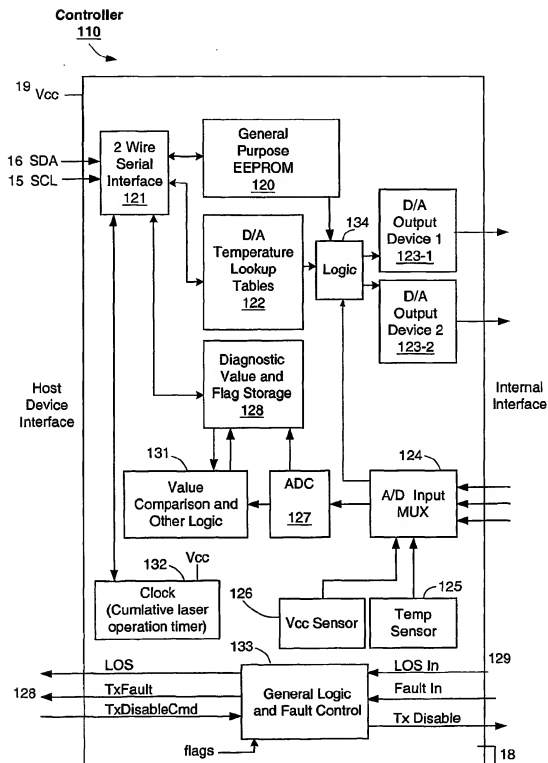 Controller
110
19 Vcc
16 SDA
15 SCL
2 Wire
Serial
Interface
121
General
Purpose
EEPROM
120
D/A
Temperature
Lookup
Tables
122
134
Logic
D/A
Output
Device 1
123-1
D/A
Output
Device 2
123-2
Host
Device
Interface
Diagnostic
Value and
Flag Storage
128
Internal
Interface
131
Value
Comparison and
Other Logic
ADC
127
124
A/D Input
MUX
132
Vcc
Clock
(Cumlative laser
operation timer)
126
Vcc Sensor
125
Temp
Sensor
133
General Logic
and Fault Control
LOS
128
TxFault
TxDisableCmd
flags
LOS In
129
Fault In
Tx Disable
18